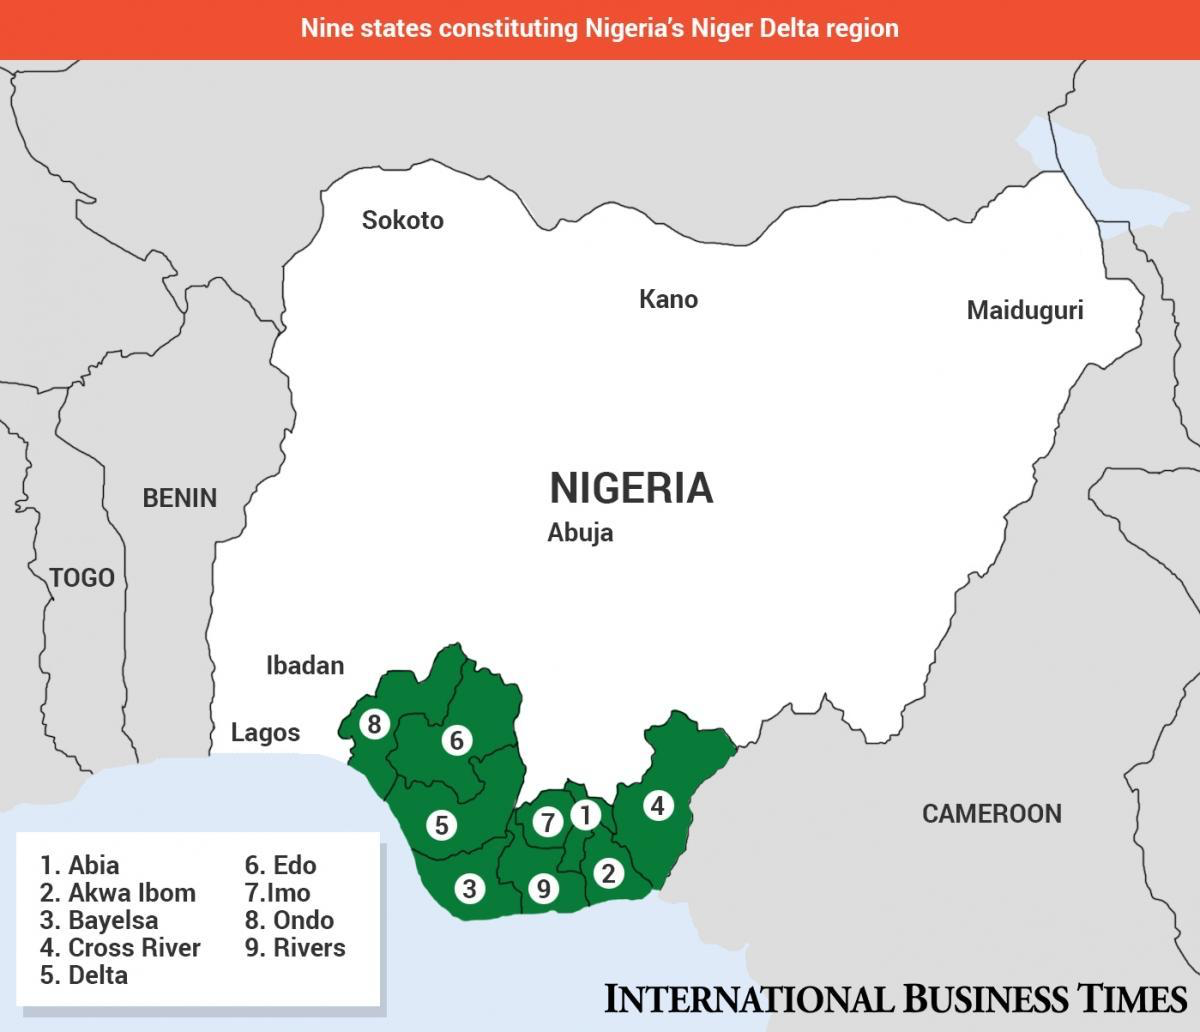 Nine states constituting Nigeria's Niger Delta region
Sokoto
Kano
Maiduguri
NIGERIA
Abuja
BENIN
TOGO
Ibadan
Lagos
CAMEROON
8
6
5
7
1
4
3
9
2
1. Abia
2. Akwa Ibom
3. Bayelsa
4. Cross River
5. Delta
6. Edo
7.Imo
8. Ondo
9. Rivers
INTERNATIONAL BUSINESS TIMES